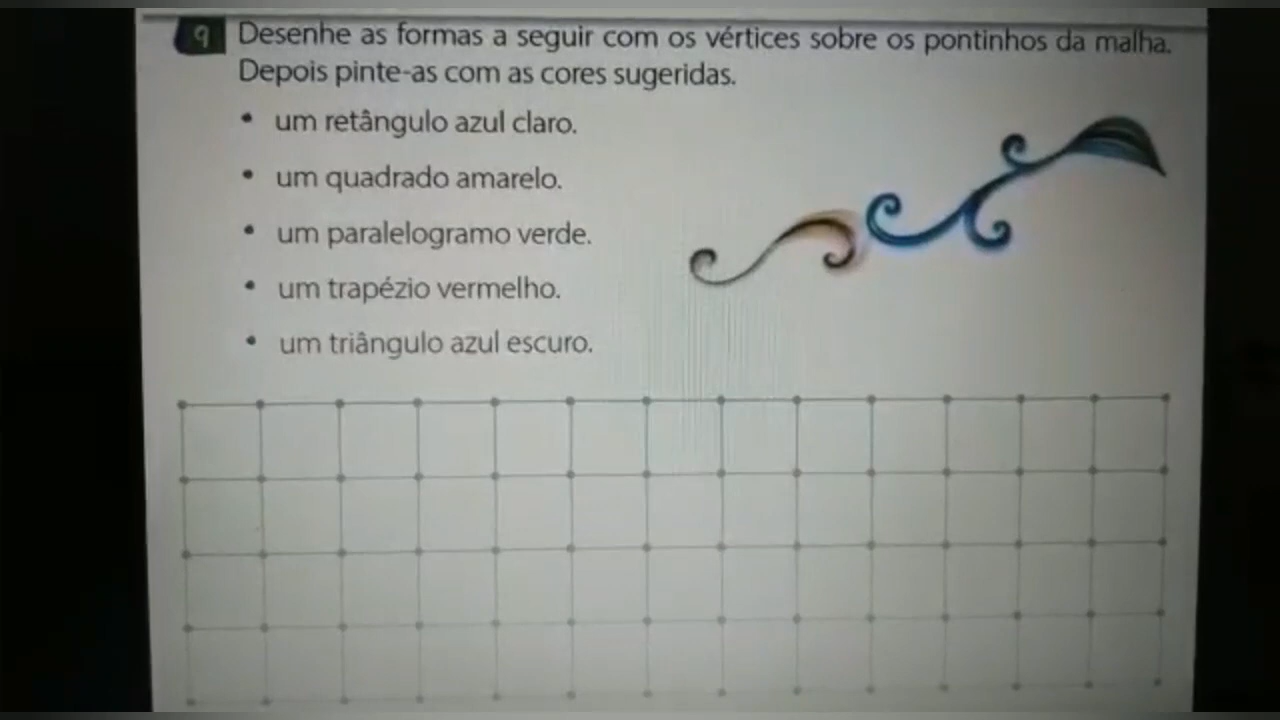 9 Desenhe as formas a seguir com os vértices sobre os pontinhos da malha.
Depois pinte-as com as cores sugeridas.
• um retângulo azul claro.
• um quadrado amarelo.
• um paralelogramo verde.
• um trapézio vermelho.
• um triângulo azul escuro.